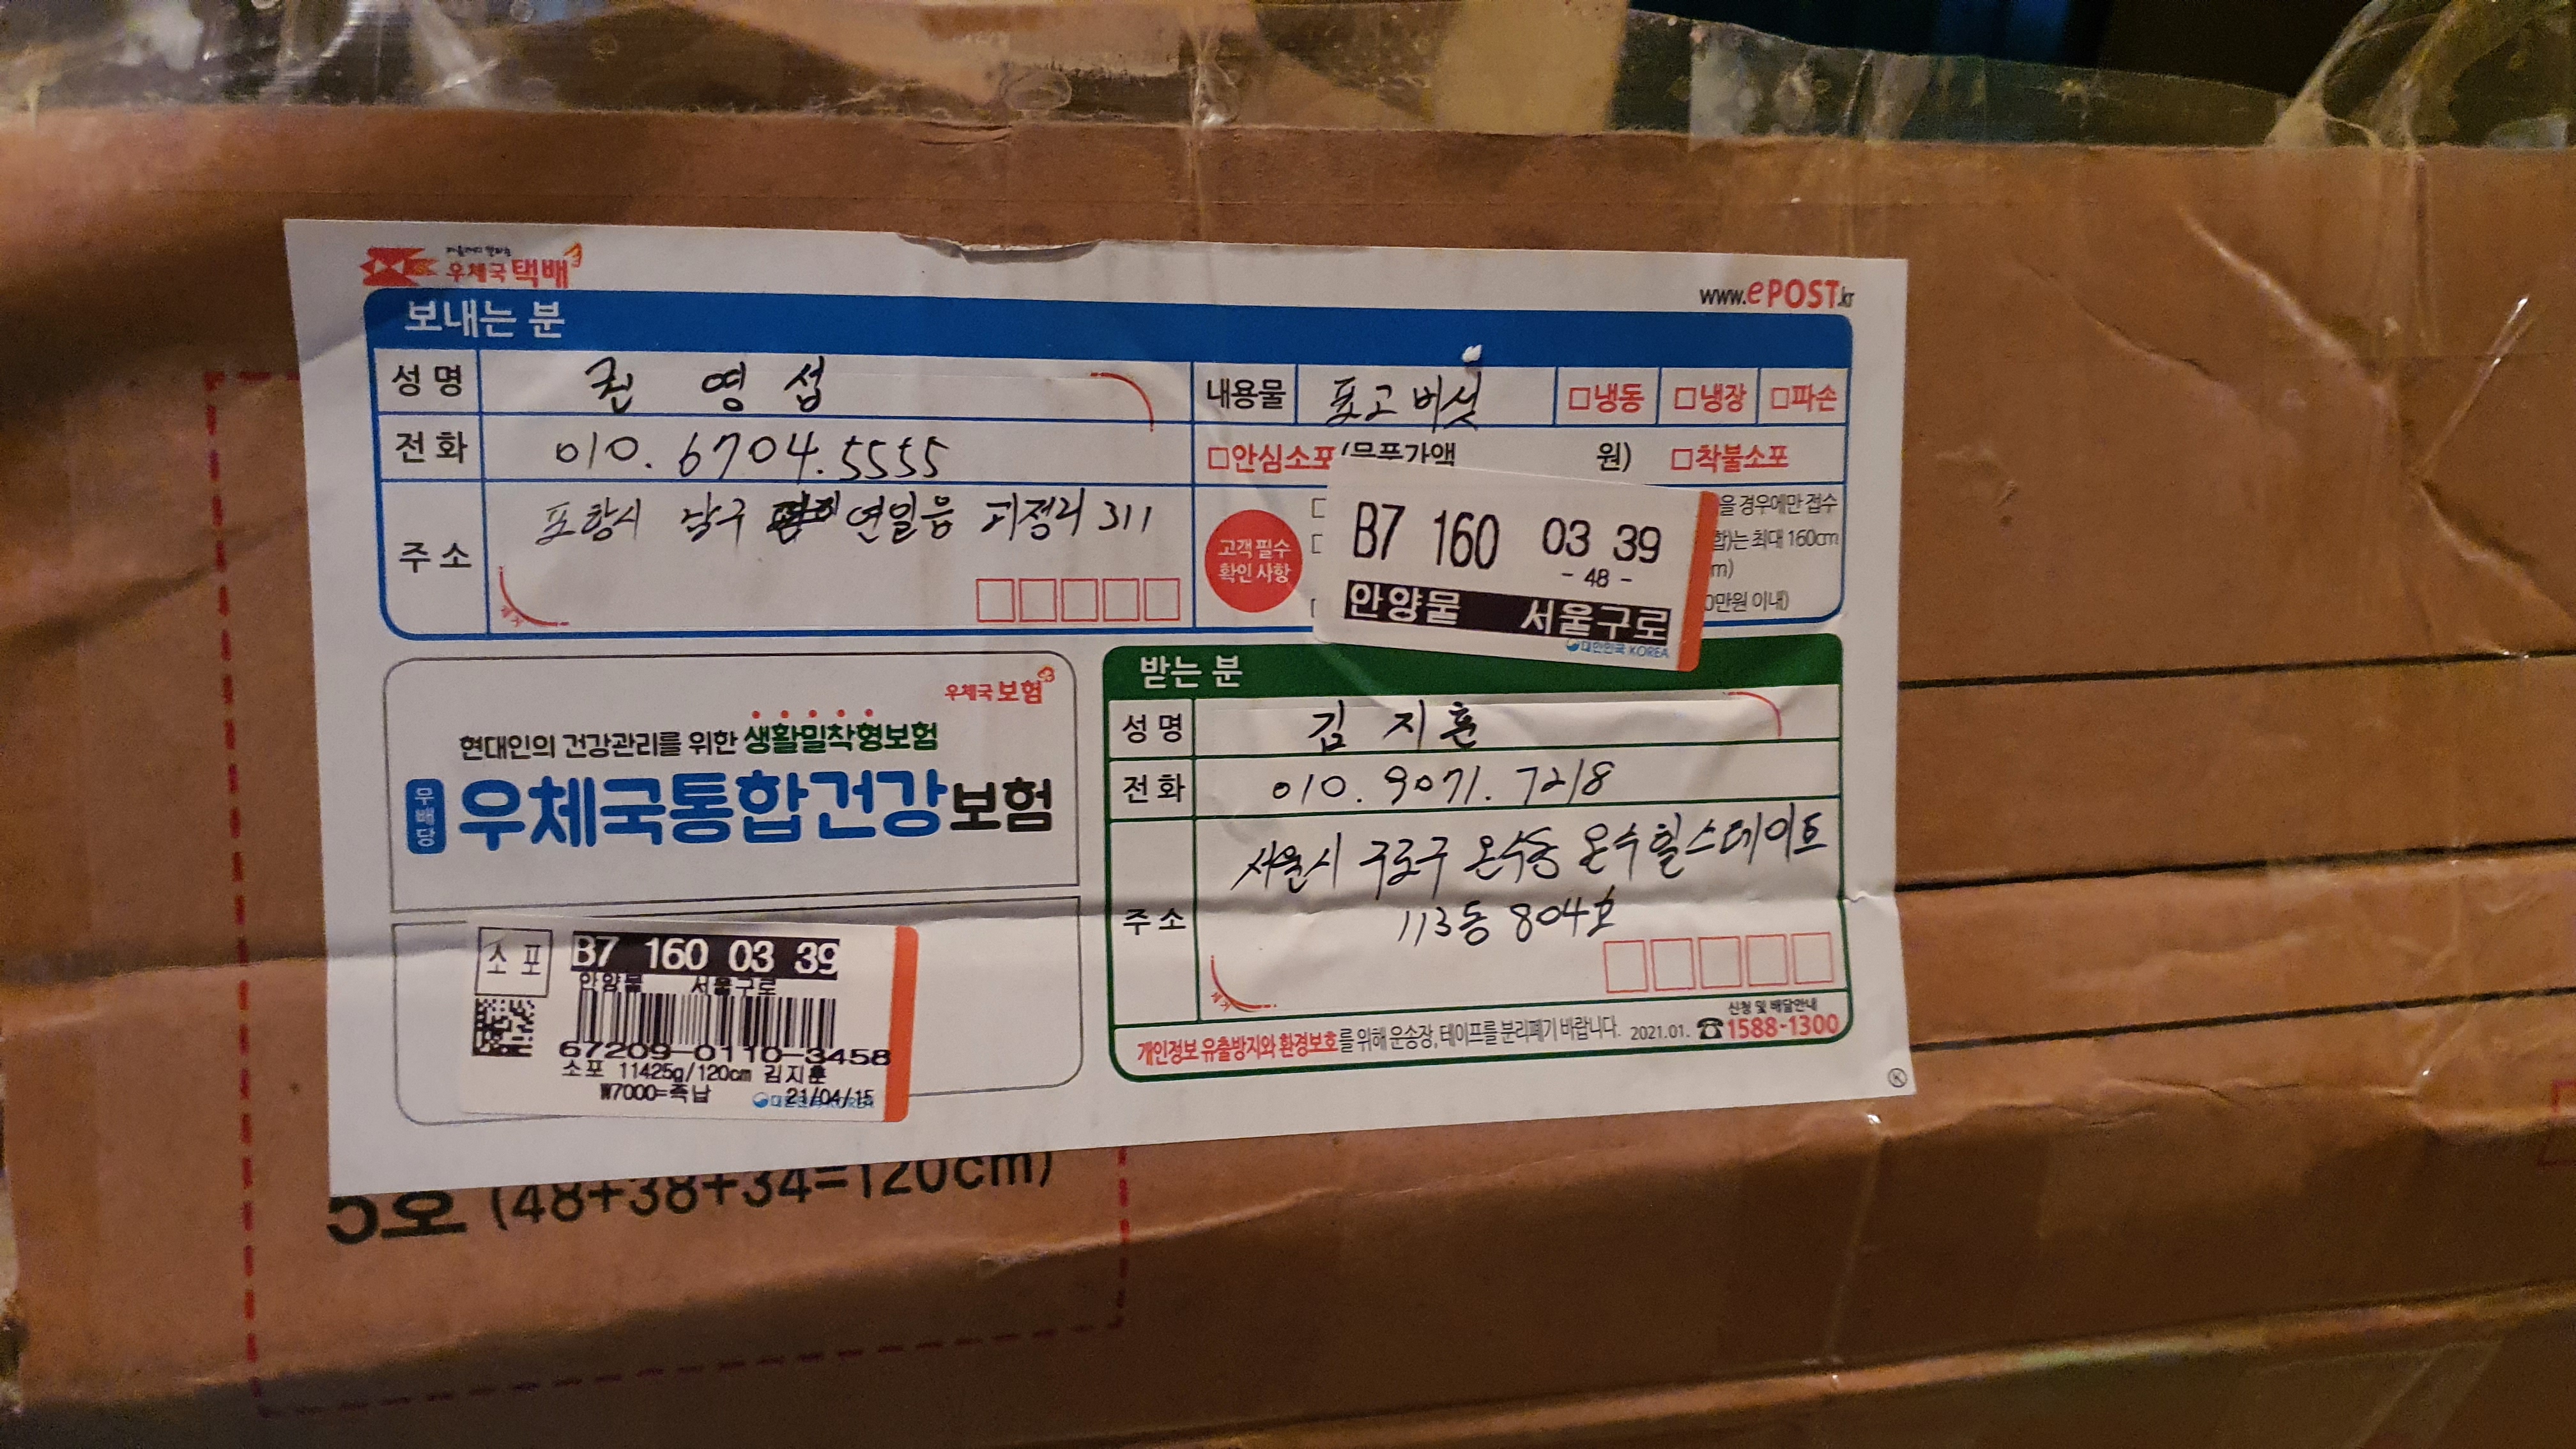 우체국 택배
www.ePOST.kr
보내는 분
성명 권영섭
내용물 표고버섯 □냉동 □냉장 □파손
전화 010. 6704. 5555
□안심소포 (물품가액 원) □착불소포
주소 포항시 남구 연일읍 괴정리 311
고객 필수
확인 사항
을 경우에만 접수
합)는 최대 160cm
m)
0만원 이내)
B7 160 03 39
- 48 -
안양물 서울구로
대한민국 KOREA
우체국 보험
현대인의 건강관리를 위한 생활밀착형보험
무배당 우체국통합건강보험
받는 분
성명 김지훈
전화 010. 9071. 7218
주소 서울시 구로구 온수동 온수힐스테이트
113동 804호
신청 및 배달안내
개인정보 유출방지와 환경보호를 위해 운송장, 테이프를 분리폐기 바랍니다. 2021.01. ☎1588-1300
K
소포 B7 160 03 39
안양물 서울구로
67209-0110-3458
소포 11425g/120cm 김지훈
₩7000=즉납 21/04/15
대한민국 KOREA
5호 (48+38+34=120cm)